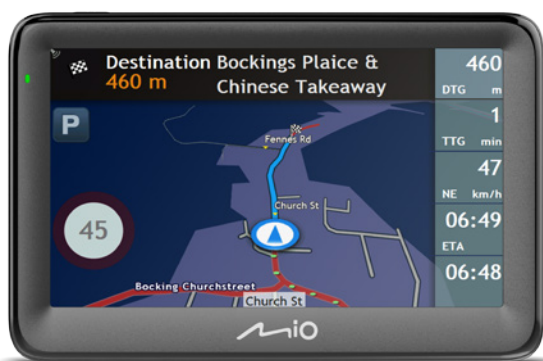 Destination Bockings Plaice &
460 m Chinese Takeaway
460
DTG m
P
1
TTG min
Fennes Rd
47
NE km/h
Church St
45
06:49
ETA
06:48
Bocking Churchstreet
Church St
Mio